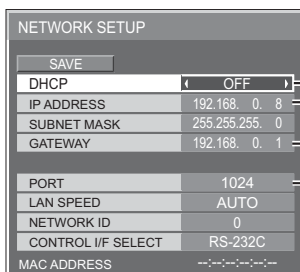 NETWORK SETUP
SAVE
DHCP OFF
IP ADDRESS 192.168. 0. 8
SUBNET MASK 255.255.255. 0
GATEWAY 192.168. 0. 1
PORT 1024
LAN SPEED AUTO
NETWORK ID 0
CONTROL I/F SELECT RS-232C
MAC ADDRESS --:--:--:--:--:--